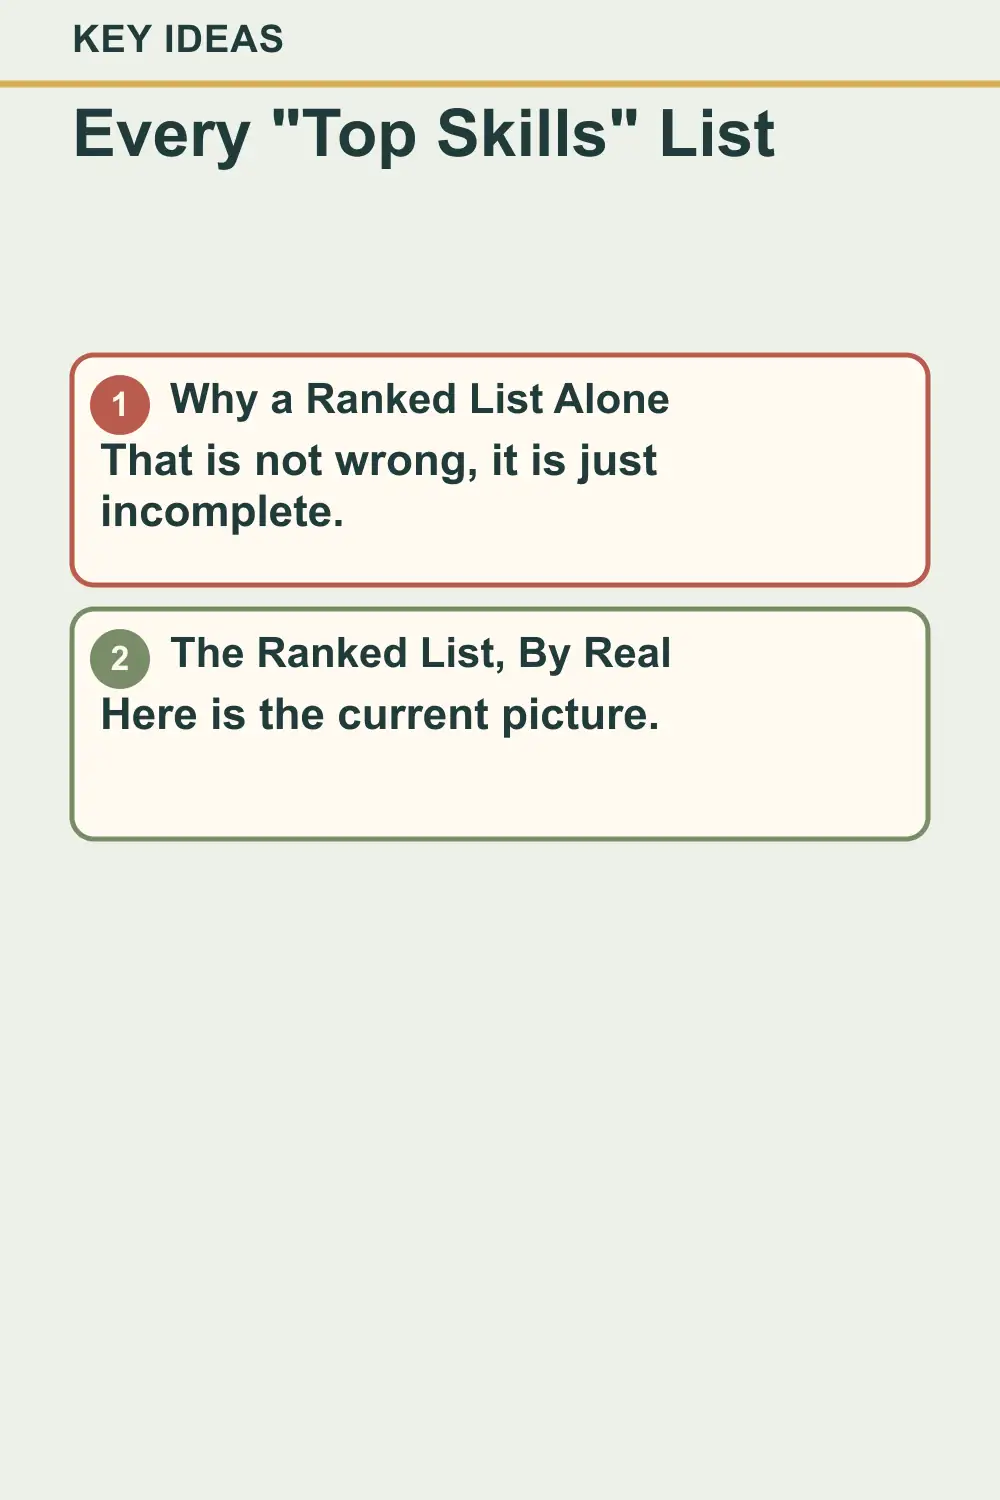 KEY IDEAS
Every "Top Skills" List
1
Why a Ranked List Alone
That is not wrong, it is just
incomplete.
2
The Ranked List, By Real
Here is the current picture.